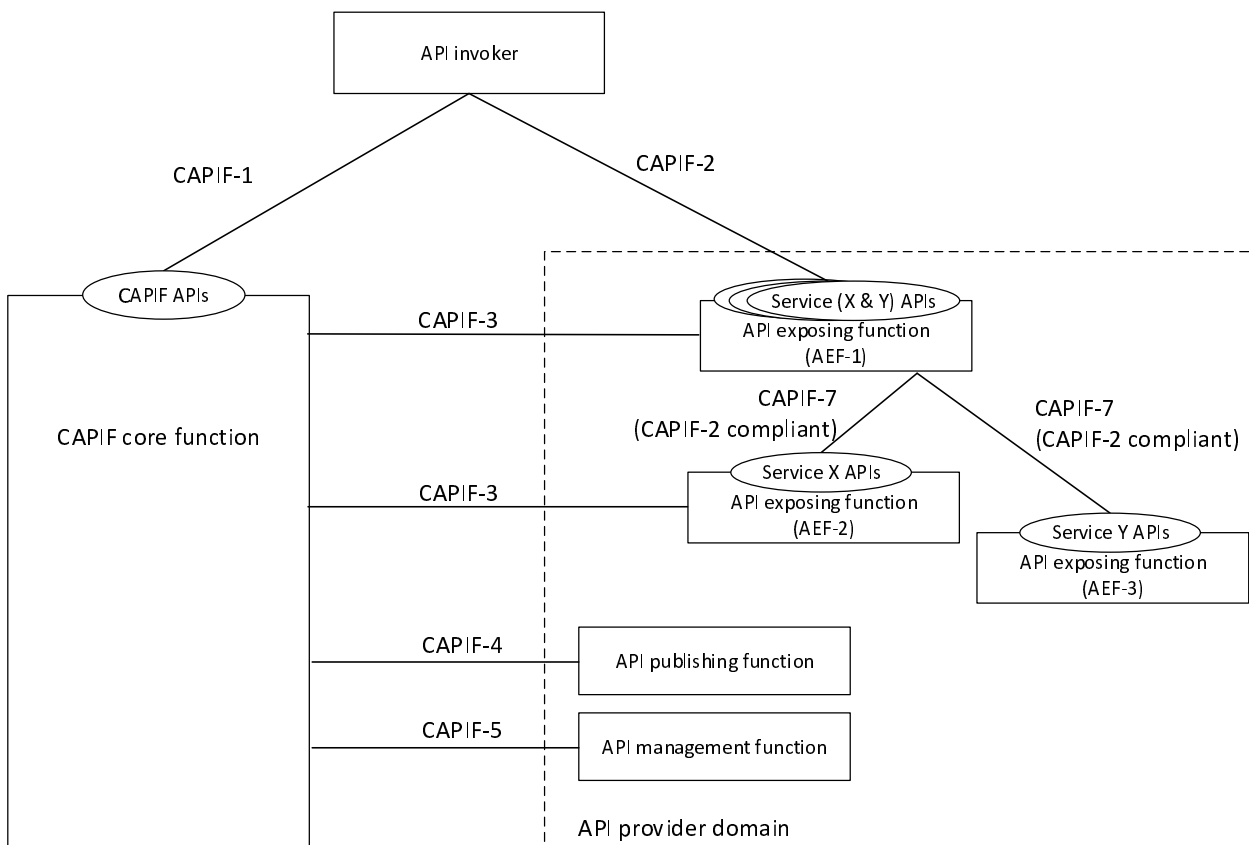 API invoker
CAPIF-1
CAPIF-2
CAPIF APIs
Service (X & Y) APIs
CAPIF-3
API exposing function
(AEF-1)
CAPIF-7
(CAPIF-2 compliant)
CAPIF-7
(CAPIF-2 compliant)
CAPIF core function
Service X APIs
CAPIF-3
API exposing function
(AEF-2)
Service Y APIs
API exposing function
(AEF-3)
CAPIF-4
API publishing function
CAPIF-5
API management function
API provider domain